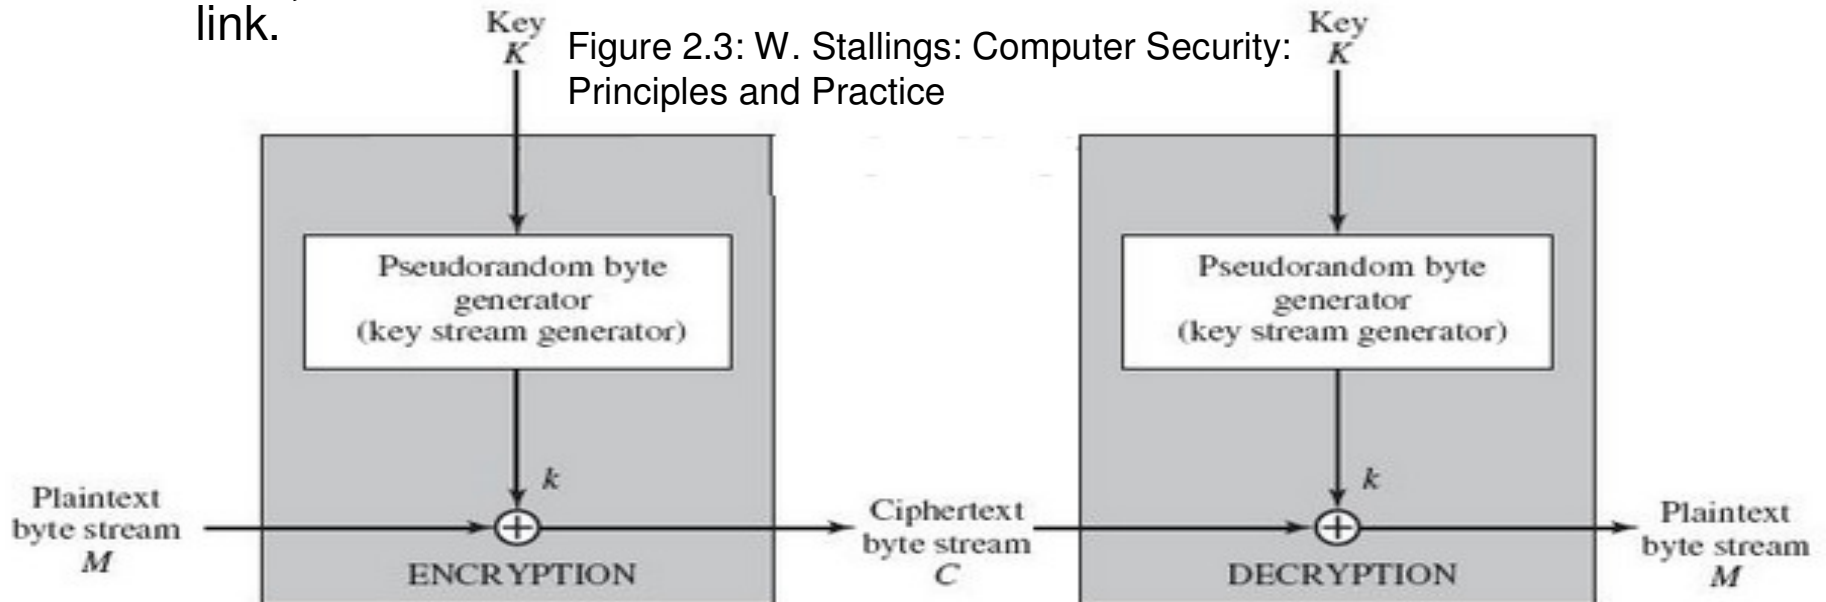 link.
Figure 2.3: W. Stallings: Computer Security:
Principles and Practice
Key
K
Key
K
Pseudorandom byte
generator
(key stream generator)
Pseudorandom byte
generator
(key stream generator)
k
k
Plaintext
byte stream
M
ENCRYPTION
Ciphertext
byte stream
C
DECRYPTION
Plaintext
byte stream
M